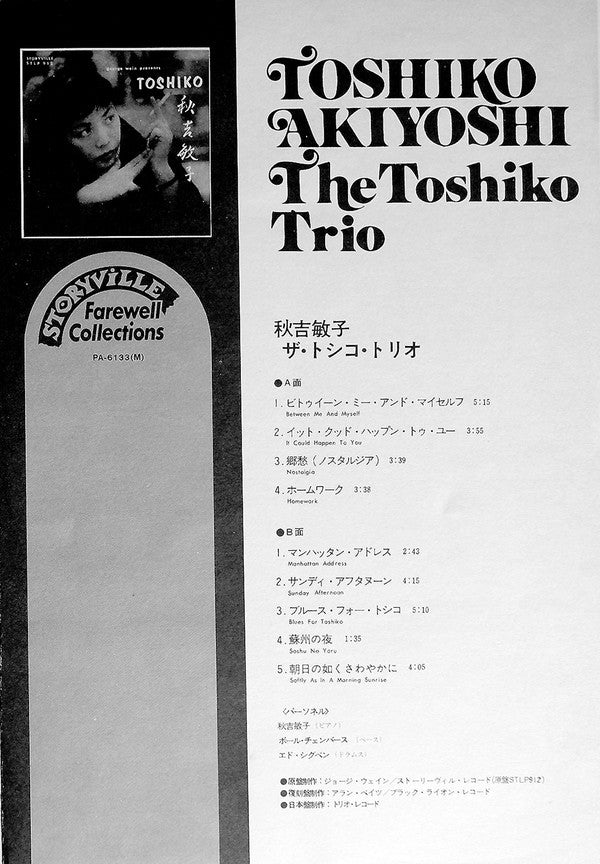 STORYVILLE
STLP 912
george wein presents
TOSHIKO
秋吉敏子
STORYVILLE
Farewell
Collections
PA-6133(M)
TOSHIKO
AKIYOSHI
The Toshiko
Trio
秋吉敏子
ザ・トシコ・トリオ
●A面
1. ビトゥイーン・ミー・アンド・マイセルフ 5:15
Between Me And Myself
2. イット・クッド・ハップン・トゥ・ユー 3:55
It Could Happen To You
3. 郷愁(ノスタルジア) 3:39
Nostalgia
4. ホームワーク 3:38
Homework
●B面
1. マンハッタン・アドレス 2:43
Manhattan Address
2. サンディ・アフタヌーン 4:15
Sunday Afternoon
3. ブルース・フォー・トシコ 5:10
Blues For Toshiko
4. 蘇州の夜 1:35
Soshu No Yoru
5. 朝日の如くさわやかに 4:05
Softly As In A Morning Sunrise
〈パーソネル〉
秋吉敏子(ピアノ)
ポール・チェンバース(ベース)
エド・シグペン(ドラムス)
●原盤制作:ジョージ・ウェイン/ストーリーヴィル・レコード(原盤STLP912)
●復刻盤制作:アラン・ベイツ/ブラック・ライオン・レコード
●日本盤制作:トリオ・レコード